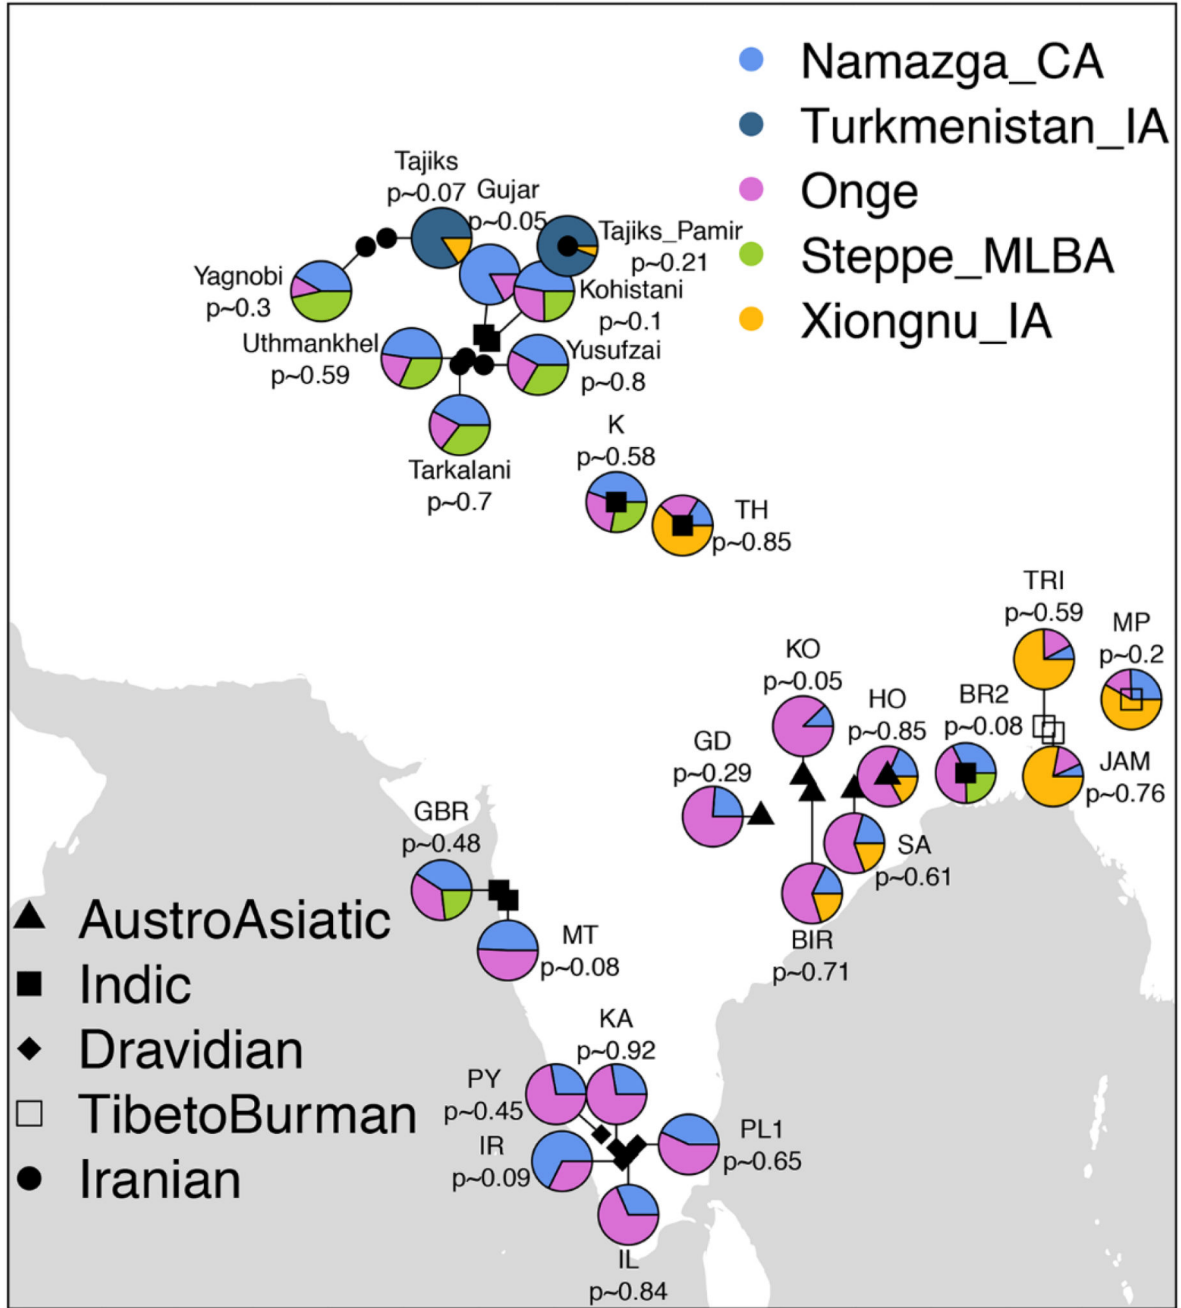 Namazga_CA
Turkmenistan_IA
Onge
Steppe_MLBA
Xiongnu_IA
Tajiks
p~0.07
Gujar
p~0.05
Tajiks_Pamir
p~0.21
Yagnobi
p~0.3
Kohistani
p~0.1
Uthmankhel
p~0.59
Yusufzai
p~0.8
Tarkalani
p~0.7
K
p~0.58
TH
p~0.85
TRI
p~0.59
MP
p~0.2
KO
p~0.05
HO
p~0.85
BR2
p~0.08
GD
p~0.29
JAM
p~0.76
GBR
p~0.48
SA
p~0.61
MT
p~0.08
BIR
p~0.71
AustroAsiatic
Indic
Dravidian
TibetoBurman
Iranian
KA
p~0.92
PY
p~0.45
PL1
p~0.65
IR
p~0.09
IL
p~0.84